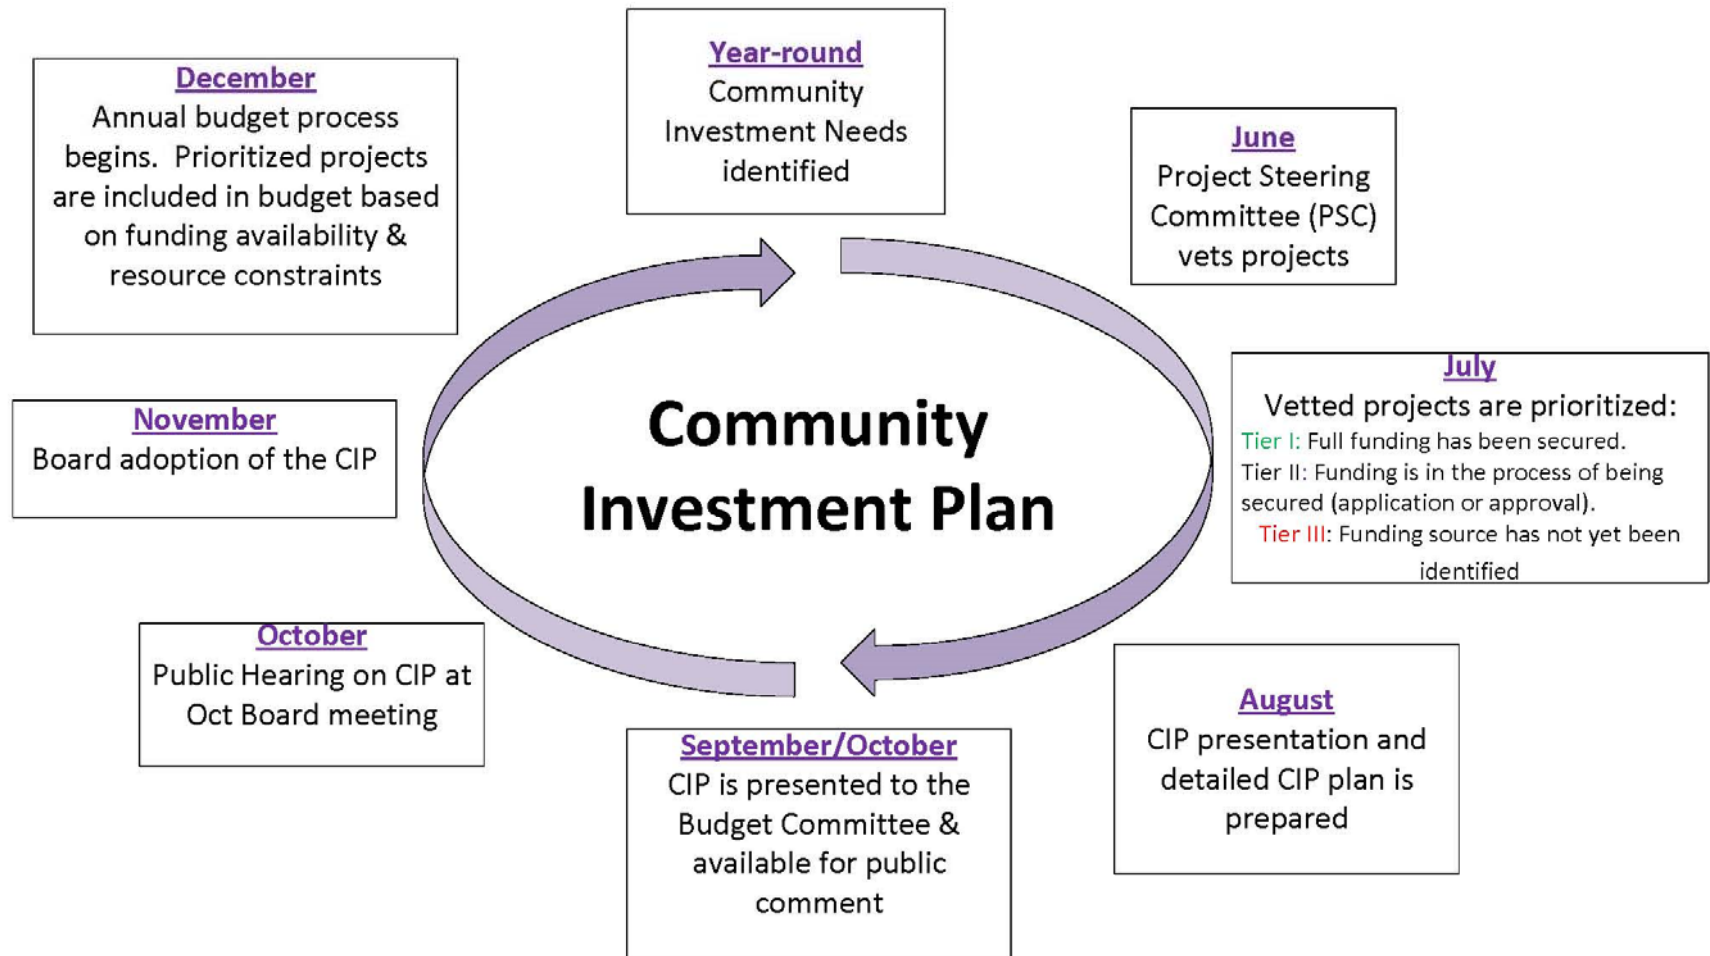 Year-round
Community
Investment Needs
identified
June
Project Steering
Committee (PSC)
vets projects
July
Vetted projects are prioritized:
Tier I: Full funding has been secured.
Tier II: Funding is in the process of being
secured (application or approval).
Tier III: Funding source has not yet been
identified
August
CIP presentation and
detailed CIP plan is
prepared
September/October
CIP is presented to the
Budget Committee &
available for public
comment
October
Public Hearing on CIP at
Oct Board meeting
November
Board adoption of the CIP
December
Annual budget process
begins.  Prioritized projects
are included in budget based
on funding availability &
resource constraints
Community
Investment Plan